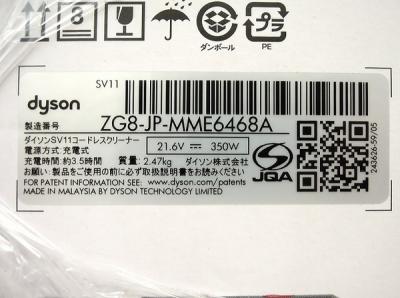 8
ダンボール
PE
SV11
dyson
ZG8-JP-MME6468A
製造番号
ダイソンSV11コードレスクリーナー
電源方式:充電式
21.6V 350W
充電時間:約3.5時間 質量:2.47kg ダイソン株式会社
お願い:製品をご使用の前に必ず取扱説明書をお読みください
FOR PATENT INFORMATION SEE: www.dyson.com/patents
MADE IN MALAYSIA BY DYSON TECHNOLOGY LIMITED
JQA
243626-59/05